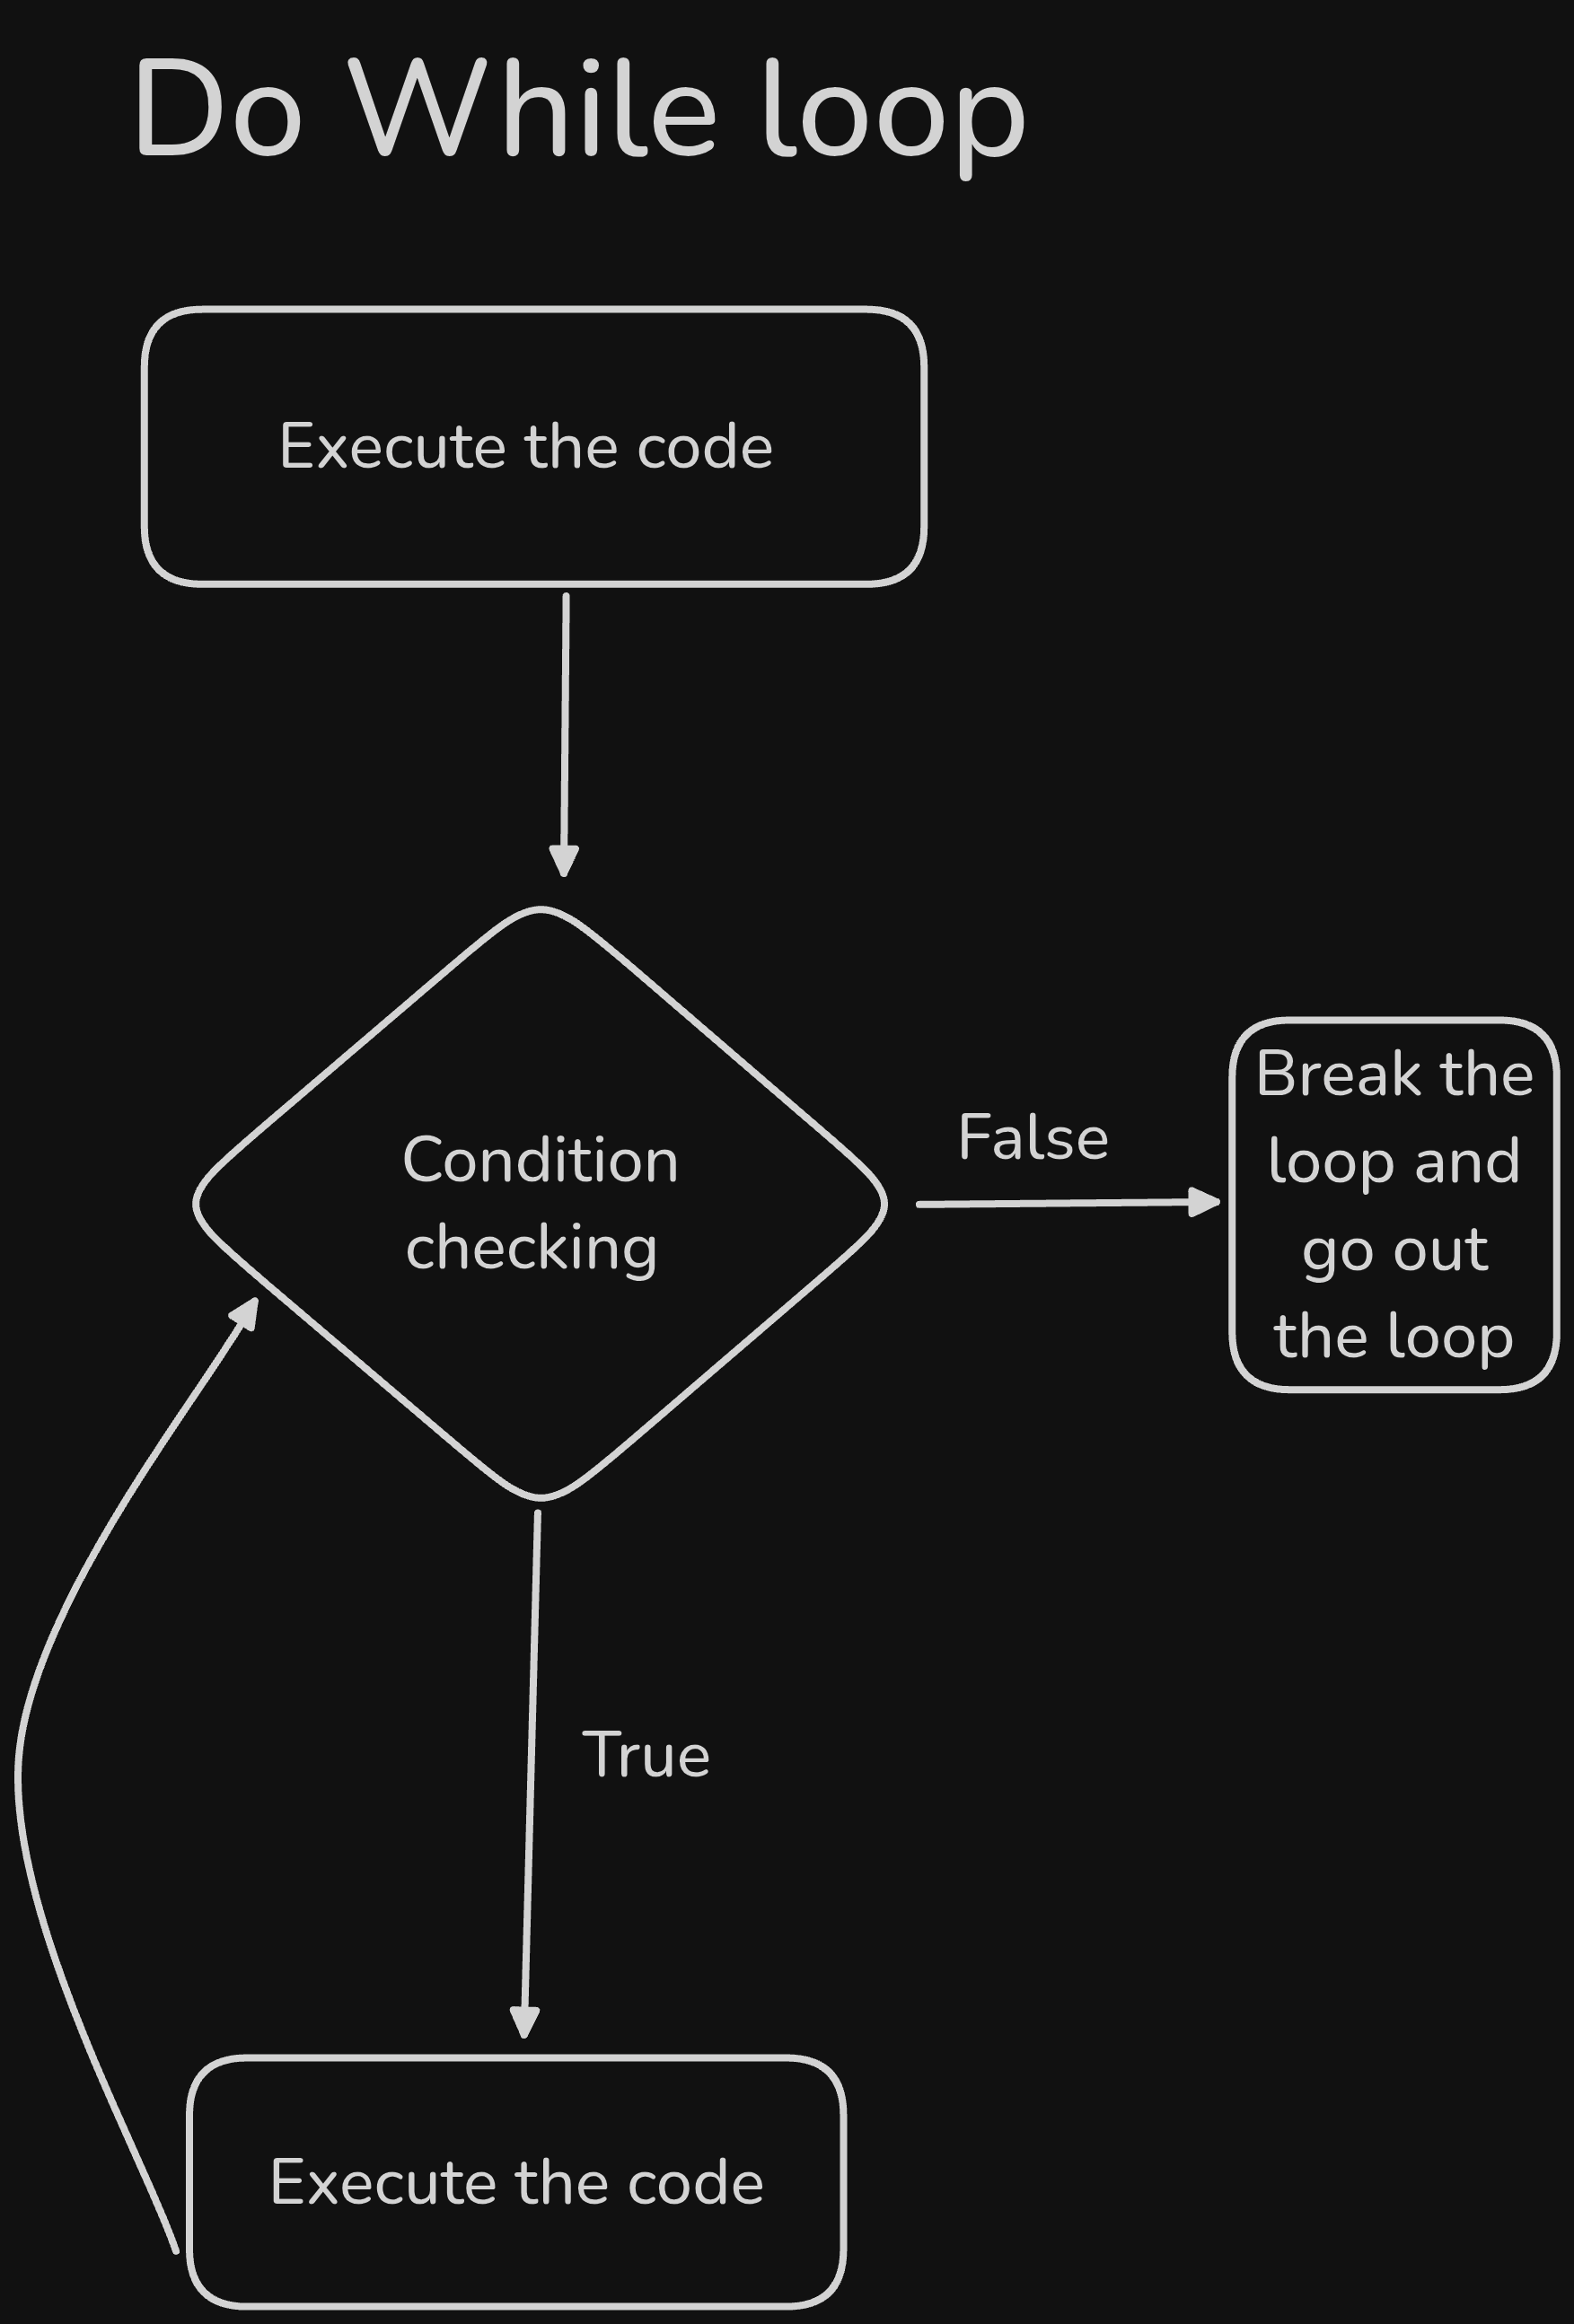 Do While loop
Execute the code
Condition
checking
False
Break the
loop and
go out
the loop
True
Execute the code